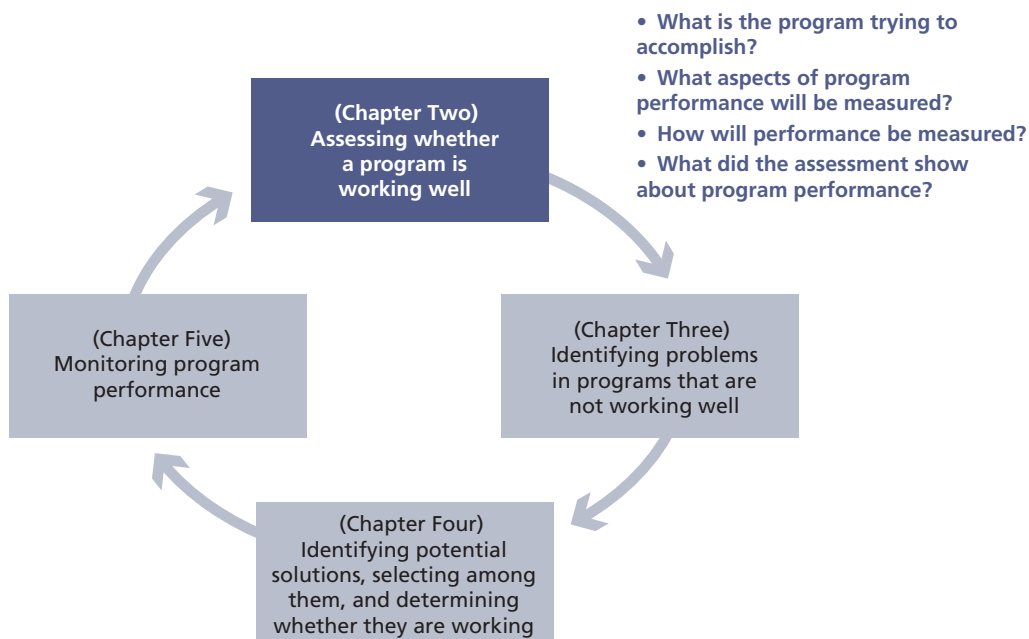 • What is the program trying to
accomplish?
• What aspects of program
performance will be measured?
• How will performance be measured?
• What did the assessment show
about program performance?
(Chapter Two)
Assessing whether
a program is
working well
(Chapter Three)
Identifying problems
in programs that are
not working well
(Chapter Four)
Identifying potential
solutions, selecting among
them, and determining
whether they are working
(Chapter Five)
Monitoring program
performance